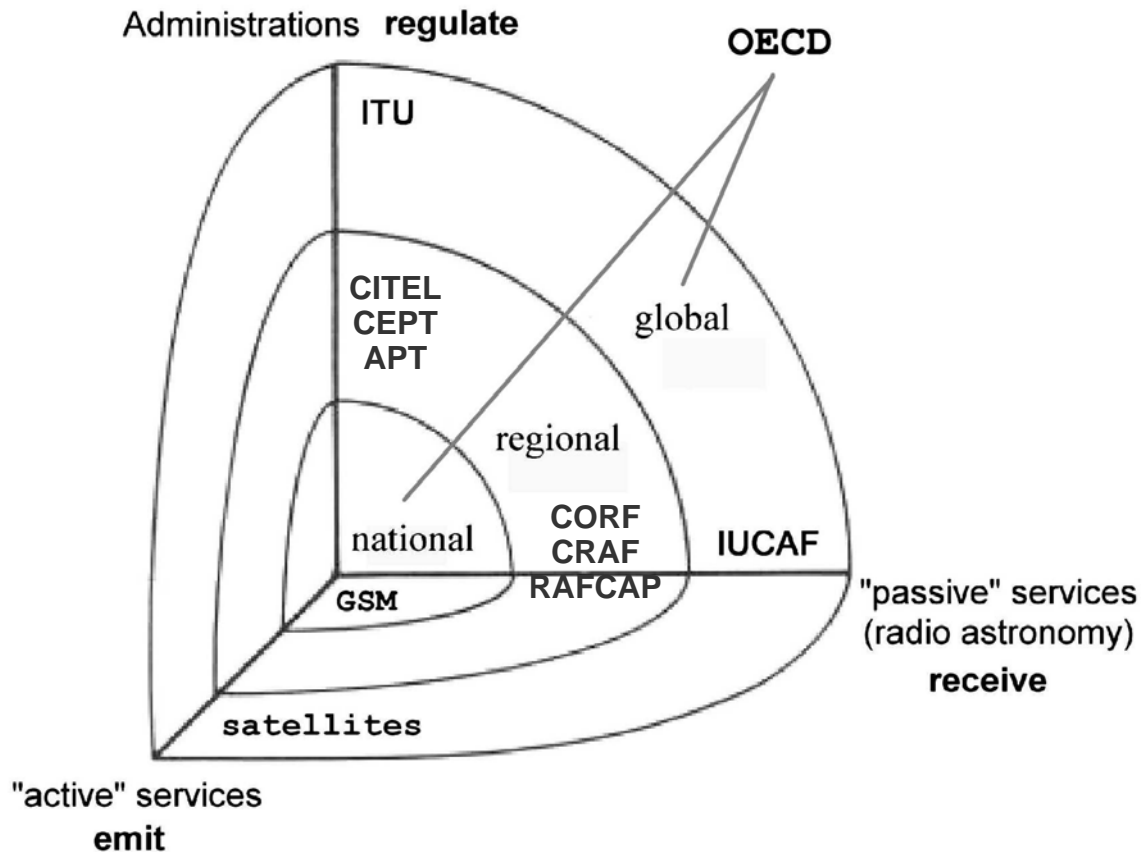 Administrations regulate
OECD
ITU
CITEL
CEPT
APT
global
regional
national
CORF
CRAF
RAFCAP
IUCAF
GSM
"passive" services
(radio astronomy)
receive
satellites
"active" services
emit